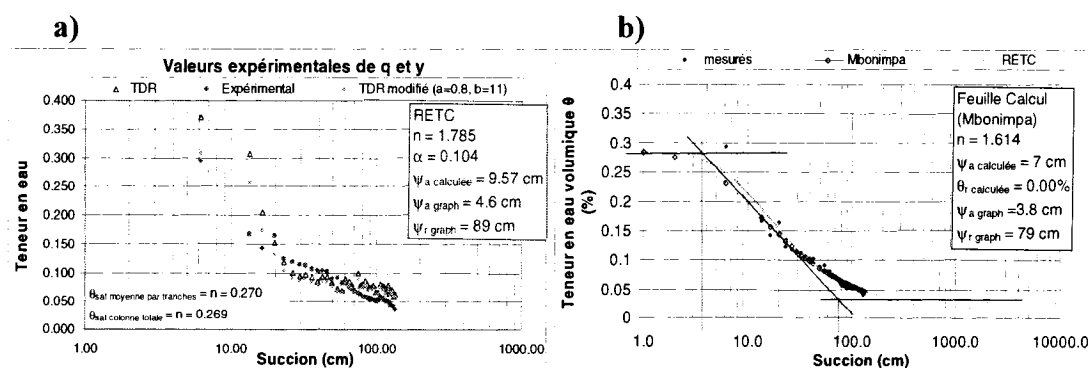 a)
Valeurs expérimentales de q et y
TDR
Expérimental
TDR modifié (a=0.8, b=11)
0.400
0.350
0.300
0.250
0.200
0.150
0.100
0.050
0.000
Teneur en eau
RETC
n = 1.785
α = 0.104
ψa calculée = 9.57 cm
ψa graph = 4.6 cm
ψr graph = 89 cm
θsat moyenne par tranches = n = 0.270
θsat colonne totale = n = 0.269
1.00 10.00 100.00 1000.00
Succion (cm)
b)
mesurés
Mbonimpa
RETC
0.4
0.35
0.3
0.25
0.2
0.15
0.1
0.05
0
Teneur en eau volumique θ
(%)
Feuille Calcul
(Mbonimpa)
n = 1.614
ψa calculée = 7 cm
θr calculée = 0.00%
ψa graph =3.8 cm
ψr graph = 79 cm
1.0 10.0 100.0 1000.0 10000.0
Succion (cm)